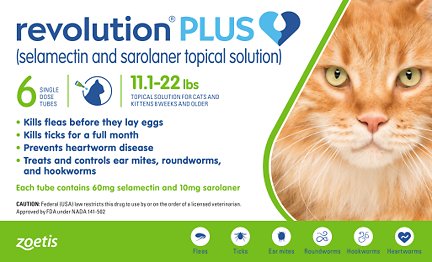 revolution® PLUS
(selamectin and sarolaner topical solution)
6 SINGLE DOSE TUBES
11.1-22 lbs
TOPICAL SOLUTION FOR CATS AND
KITTENS 8 WEEKS AND OLDER
• Kills fleas before they lay eggs
• Kills ticks for a full month
• Prevents heartworm disease
• Treats and controls ear mites, roundworms,
and hookworms
Each tube contains 60mg selamectin and 10mg sarolaner
CAUTION: Federal (USA) law restricts this drug to use by or on the order of a licensed veterinarian.
Approved by FDA under NADA 141-502
zoetis
Fleas
Ticks
Ear mites
Roundworms
Hookworms
Heartworms